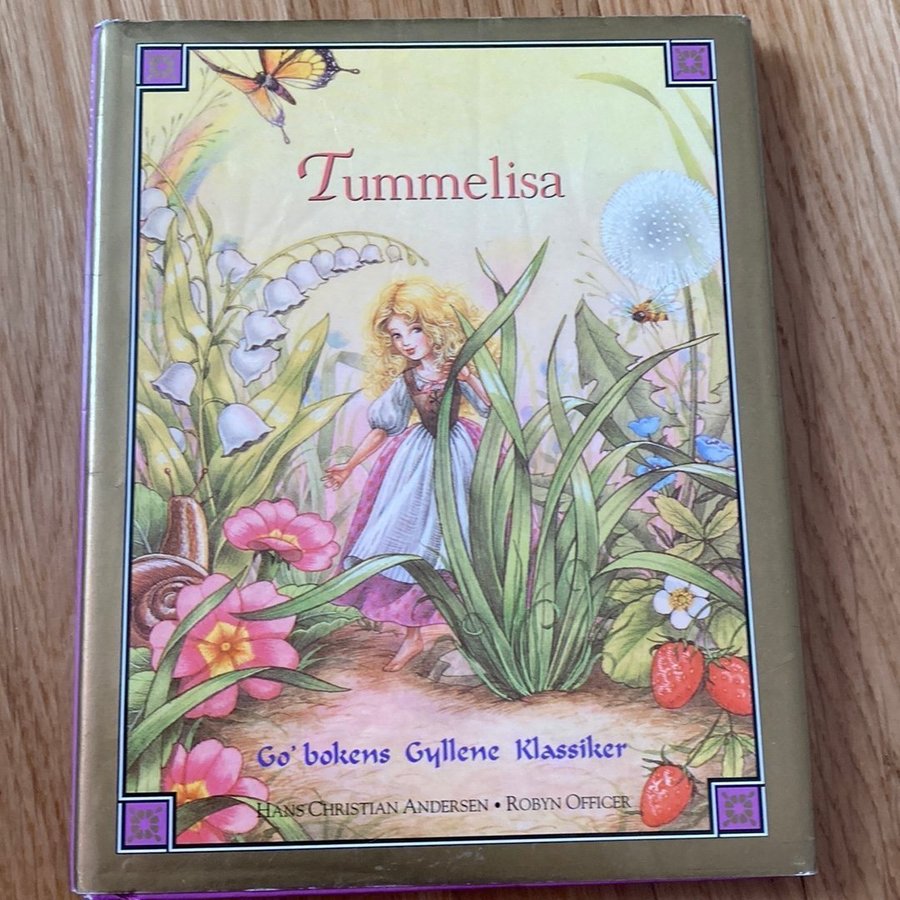 Tummelisa
Go' bokens Gyllene Klassiker
HANS CHRISTIAN ANDERSEN • ROBYN OFFICER